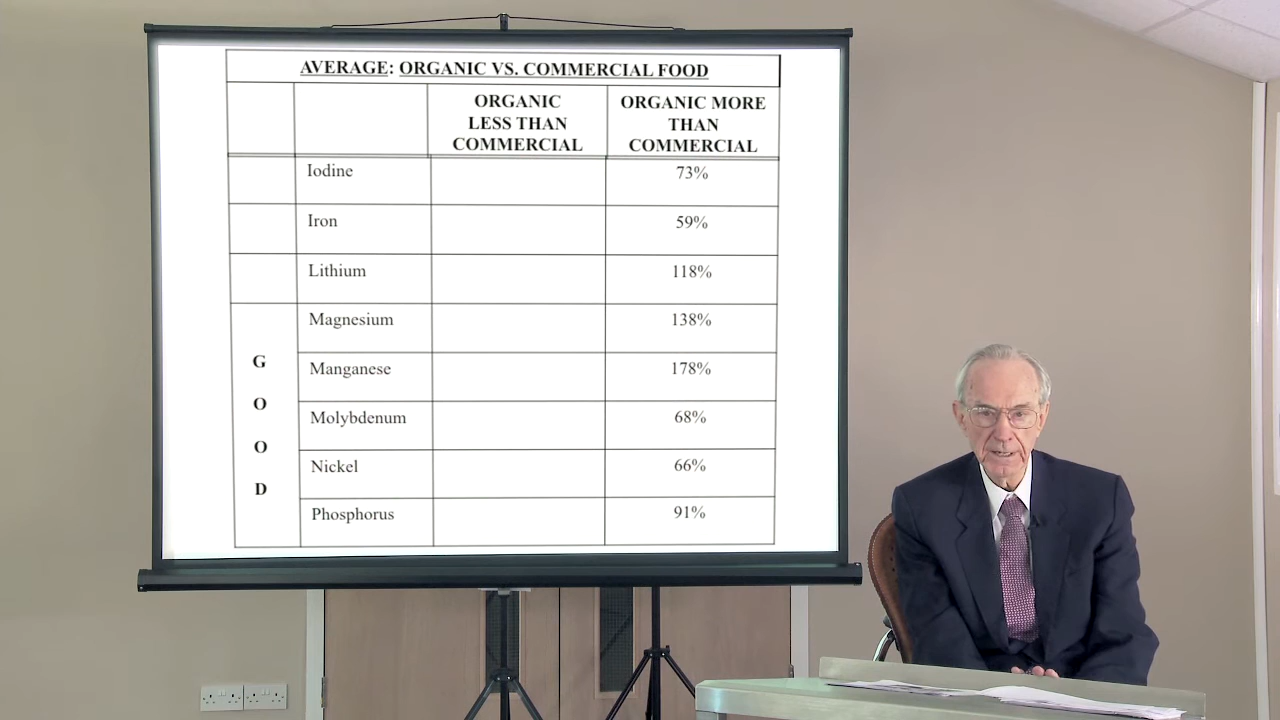 AVERAGE: ORGANIC VS. COMMERCIAL FOOD
ORGANIC
LESS THAN
COMMERCIAL
ORGANIC MORE
THAN
COMMERCIAL
Iodine 73%
Iron 59%
Lithium 118%
Magnesium 138%
G
Manganese 178%
O
Molybdenum 68%
O
Nickel 66%
D
Phosphorus 91%